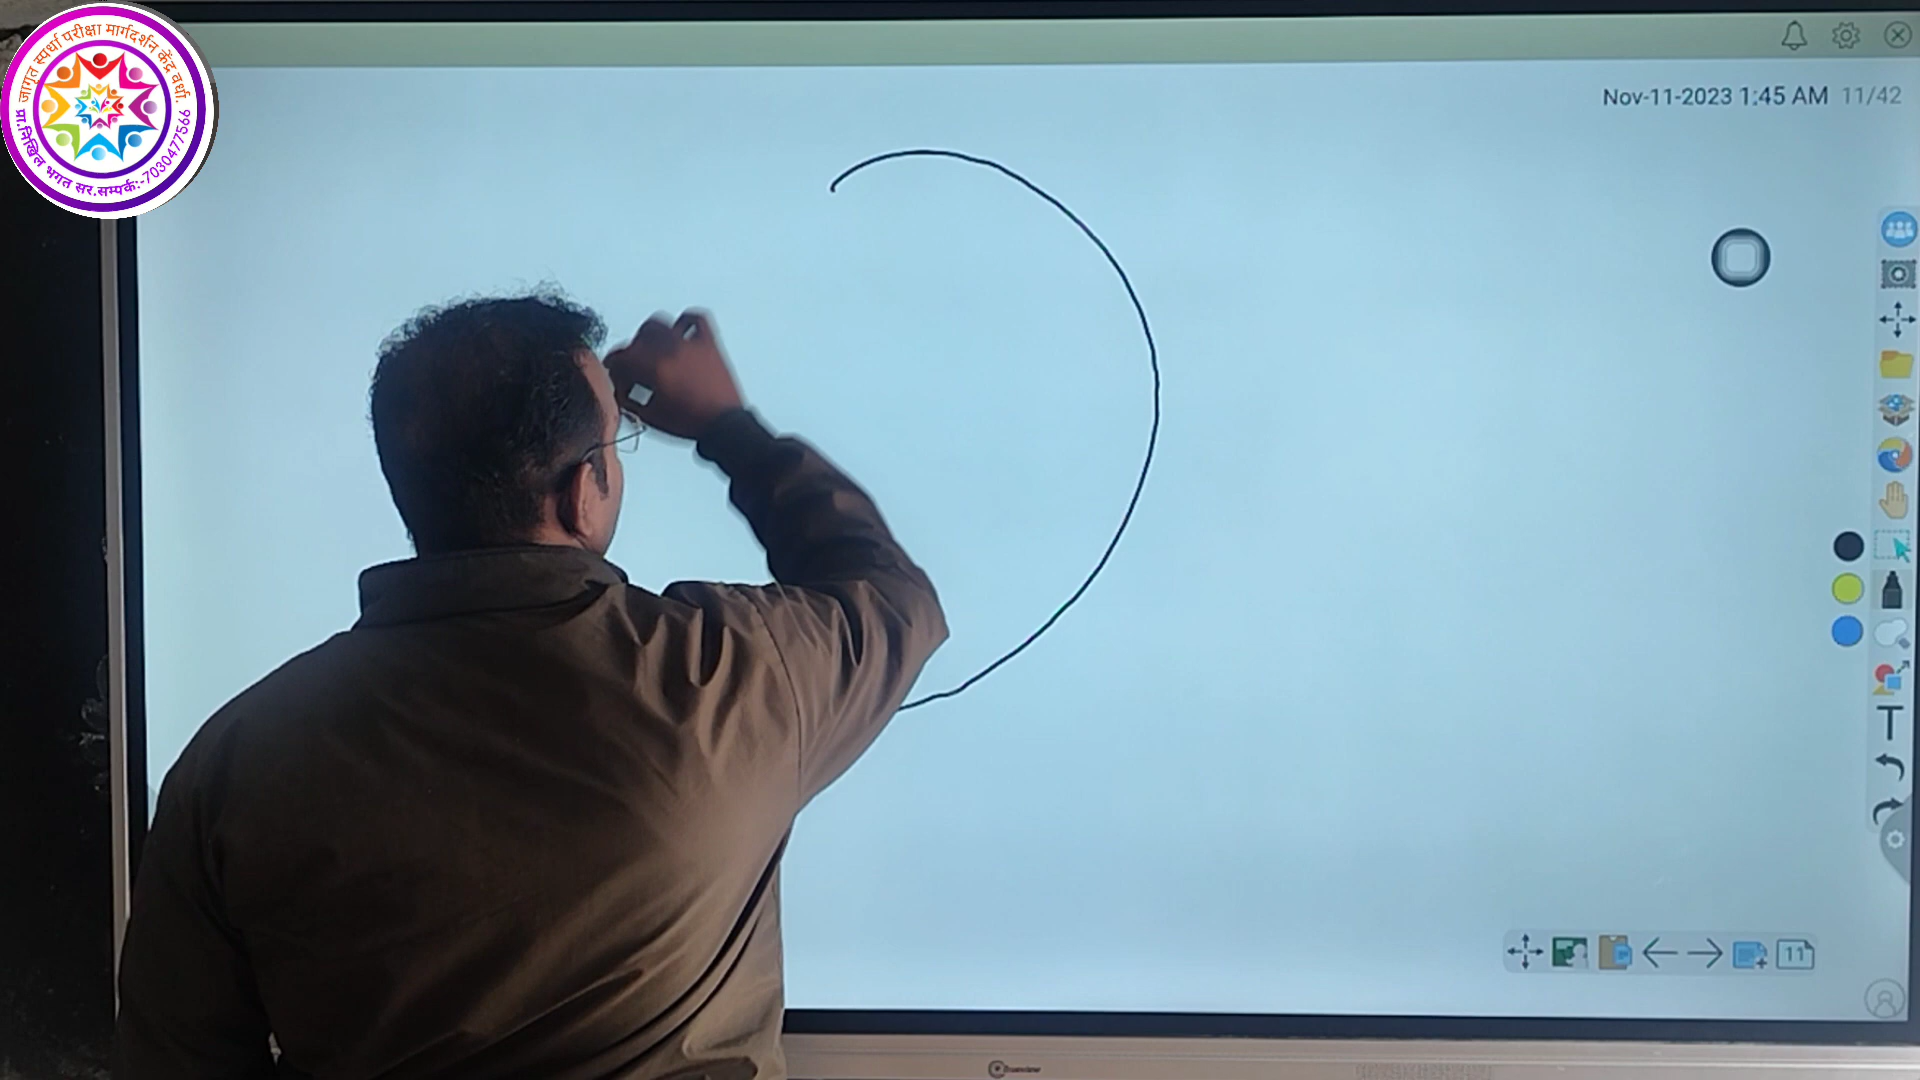 जागृत स्पर्धा परीक्षा मार्गदर्शन केंद्र वर्धा.
प्रा.निखिल भगत सर.सम्पर्क:-7030477566
Nov-11-2023 1:45 AM 11/42
T
11